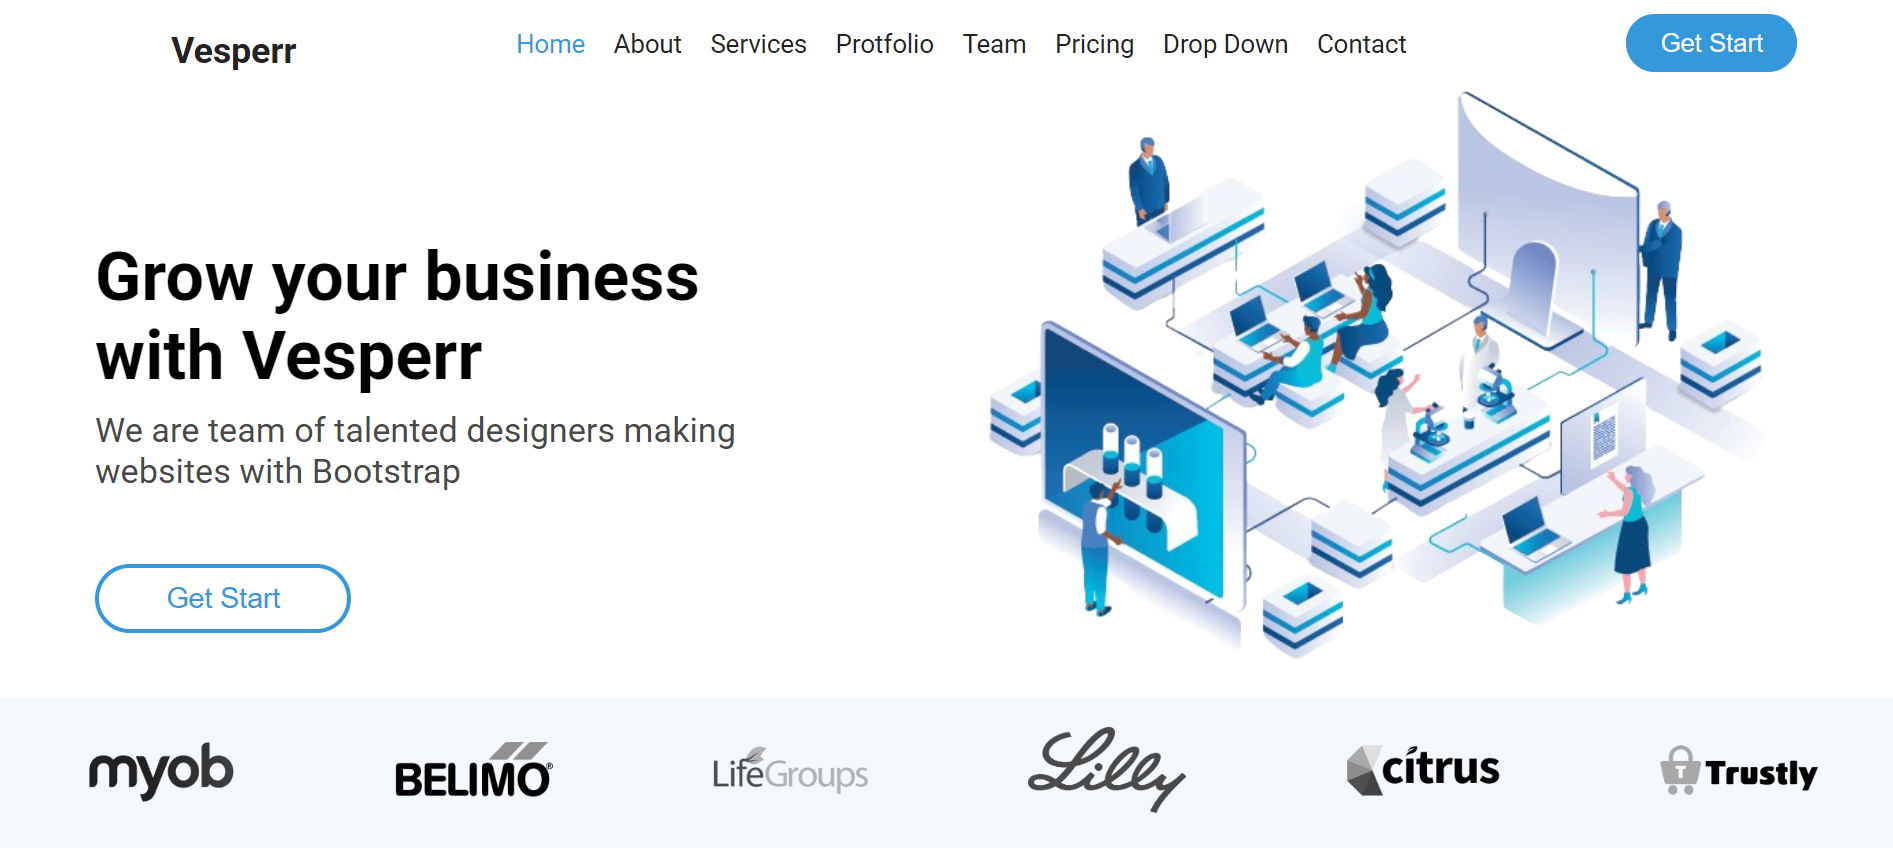 Vesperr
Home About Services Protfolio Team Pricing Drop Down Contact
Get Start
Grow your business
with Vesperr
We are team of talented designers making
websites with Bootstrap
Get Start
myob
BELIMO®
LifeGroups
Lilly
citrus
T Trustly